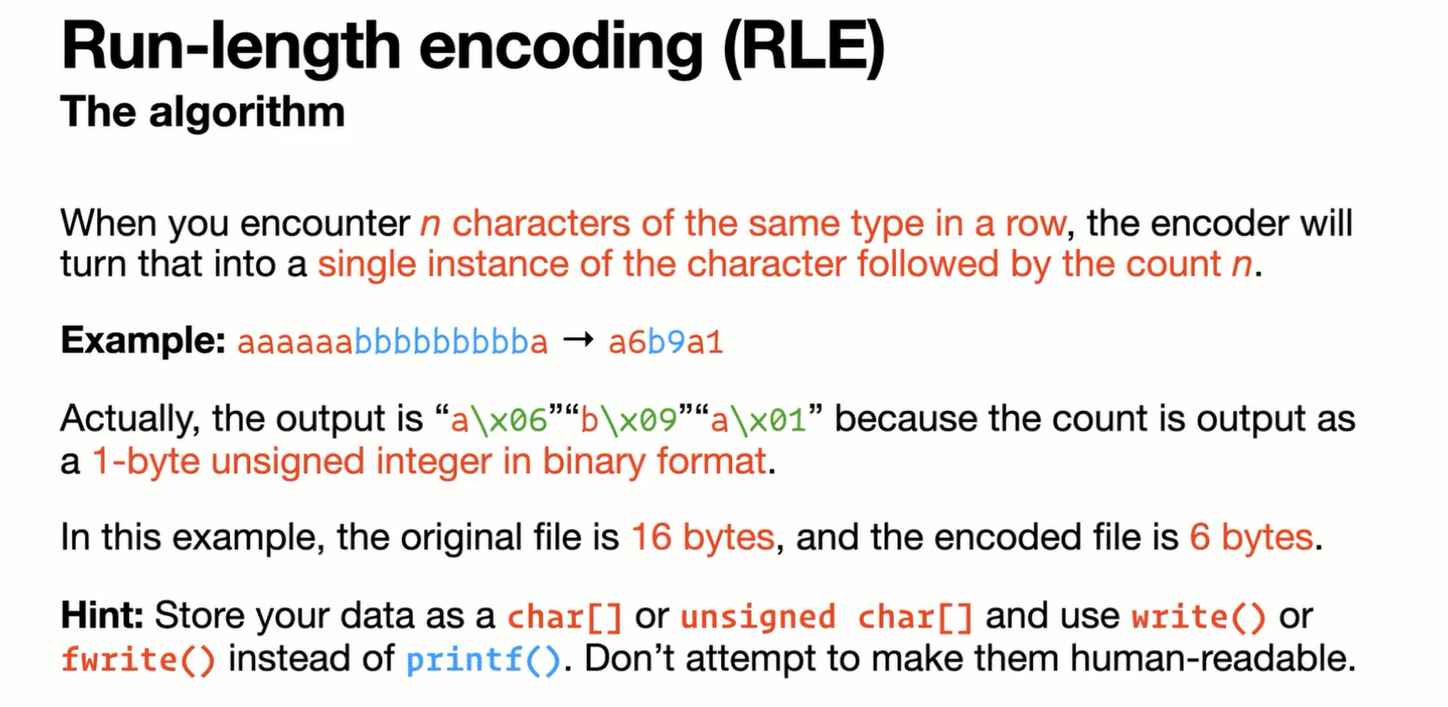 Run-length encoding (RLE)
The algorithm
When you encounter n characters of the same type in a row, the encoder will
turn that into a single instance of the character followed by the count n.
Example: aaaaaabbbbbbbbba → a6b9a1
Actually, the output is “a\x06”“b\x09”“a\x01” because the count is output as
a 1-byte unsigned integer in binary format.
In this example, the original file is 16 bytes, and the encoded file is 6 bytes.
Hint: Store your data as a char[] or unsigned char[] and use write() or
fwrite() instead of printf(). Don’t attempt to make them human-readable.